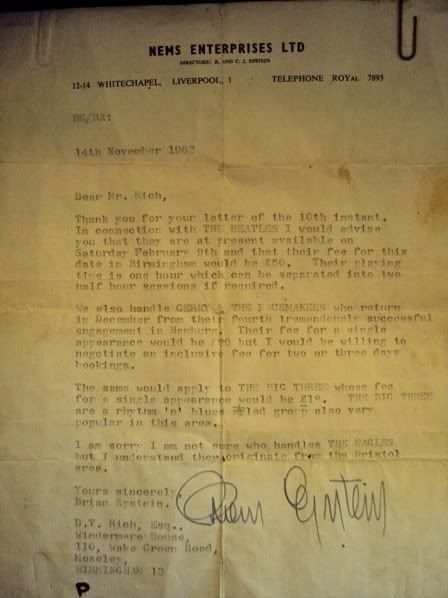 NEMS ENTERPRISES LTD
DIRECTORS: B. AND C. J. EPSTEIN
12-14 WHITECHAPEL, LIVERPOOL, 1 TELEPHONE ROYAL 7895
BE/BA:
14th November 1962
Dear Mr. Rich,
Thank you for your letter of the 10th instant.
In connection with THE BEATLES I would advise
you that they are at present available on
Saturday February 9th and that their fee for this
date in Birmingham would be £50. Their playing
time is one hour which can be separated into two
half hour sessions if required.
We also handle GERRY & THE PACEMAKERS who return
in December from their fourth tremendously successful
engagement in Hamburg. Their fee for a single
appearance would be £20 but I would be willing to
negotiate an inclusive fee for two or three days
bookings.
The same would apply to THE BIG THREE whose fee
for a single appearance would be £18. THE BIG THREE
are a rhythm 'n' blues styled group also very
popular in this area.
I am sorry I am not sure who handles THE EAGLES
but I understand they originate from the Bristol
area.
Yours sincerely
Brian Epstein.
Brian Epstein
D.T. Rich, Esq.,
Windermere House,
110, Wake Green Road,
Moseley,
BIRMINGHAM 13
P